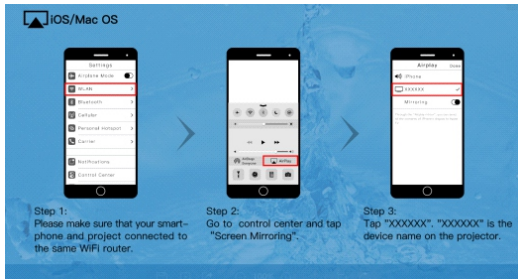 iOS/Mac OS
Settings
Airplane Mode
WLAN
Bluetooth
Cellular
Personal Hotspot
Carrier
Notifications
Control Center
AirPlay
Airplay
Done
iPhone
XXXXXX
Mirroring
Step 1:
Please make sure that your smart-
phone and project connected to
the same WiFi router.
Step 2:
Go to control center and tap
"Screen Mirroring".
Step 3:
Tap "XXXXXX". "XXXXXX" is the
device name on the projector.